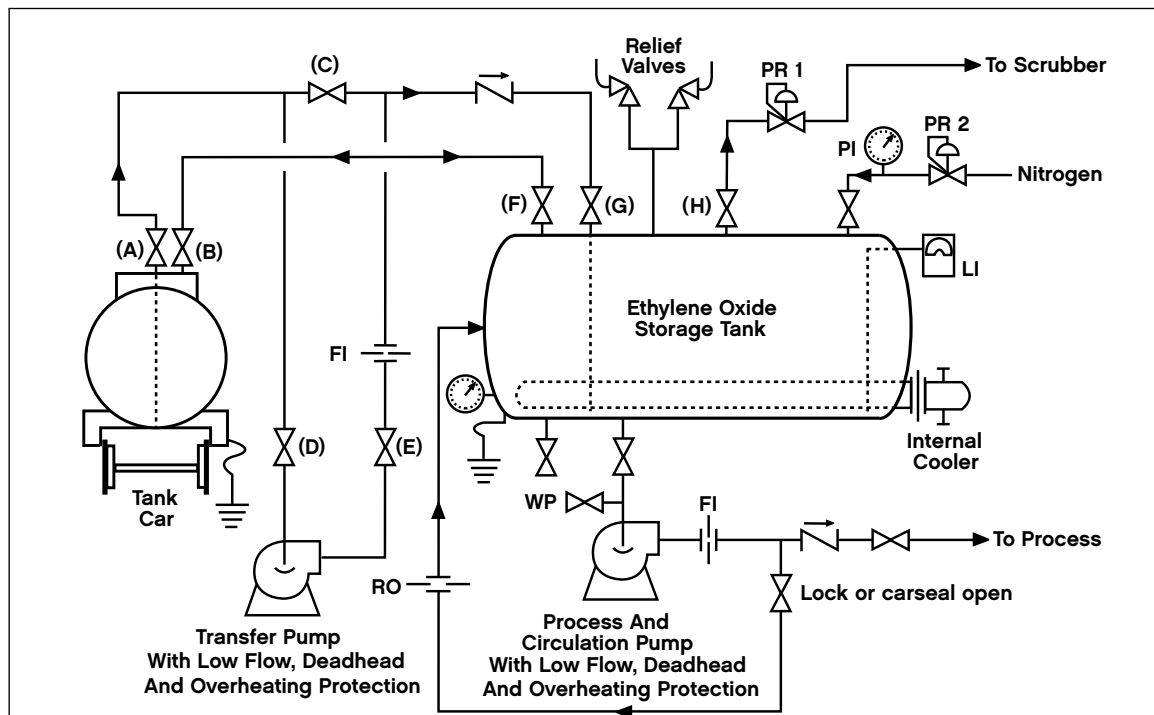 (C)
Relief
Valves
PR 1
To Scrubber
PI
PR 2
Nitrogen
(A)
(B)
(F)
(G)
(H)
LI
Ethylene Oxide
Storage Tank
FI
(D)
(E)
Internal
Cooler
Tank
Car
WP
FI
To Process
RO
Lock or carseal open
Transfer Pump
With Low Flow, Deadhead
And Overheating Protection
Process And
Circulation Pump
With Low Flow, Deadhead
And Overheating Protection